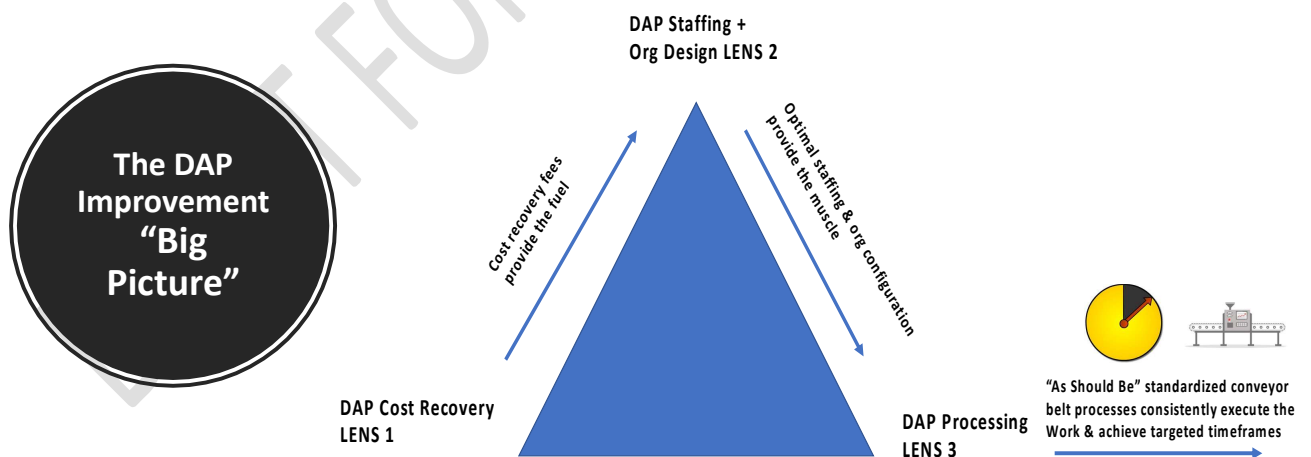 DAP Staffing +
Org Design LENS 2
The DAP
Improvement
“Big
Picture”
Cost recovery fees
provide the fuel
Optimal staffing & org configuration
provide the muscle
DAP Cost Recovery
LENS 1
DAP Processing
LENS 3
“As Should Be” standardized conveyor
belt processes consistently execute the
Work & achieve targeted timeframes